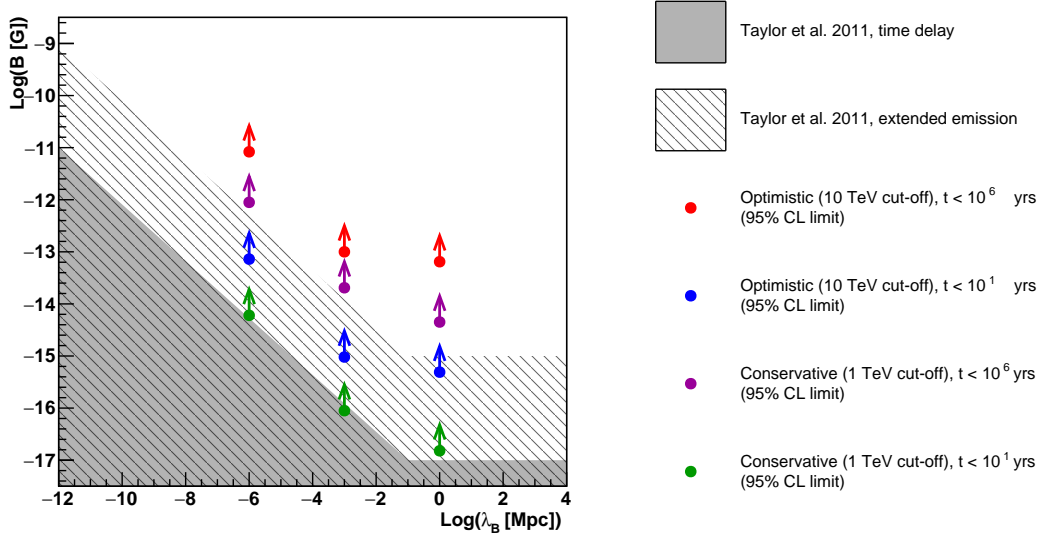 Log(B [G])
−9
−10
−11
−12
−13
−14
−15
−16
−17
−12 −10 −8 −6 −4 −2 0 2 4
Log(λ_B [Mpc])
Taylor et al. 2011, time delay
Taylor et al. 2011, extended emission
Optimistic (10 TeV cut-off), t < 10^6 yrs
(95% CL limit)
Optimistic (10 TeV cut-off), t < 10^1 yrs
(95% CL limit)
Conservative (1 TeV cut-off), t < 10^6 yrs
(95% CL limit)
Conservative (1 TeV cut-off), t < 10^1 yrs
(95% CL limit)